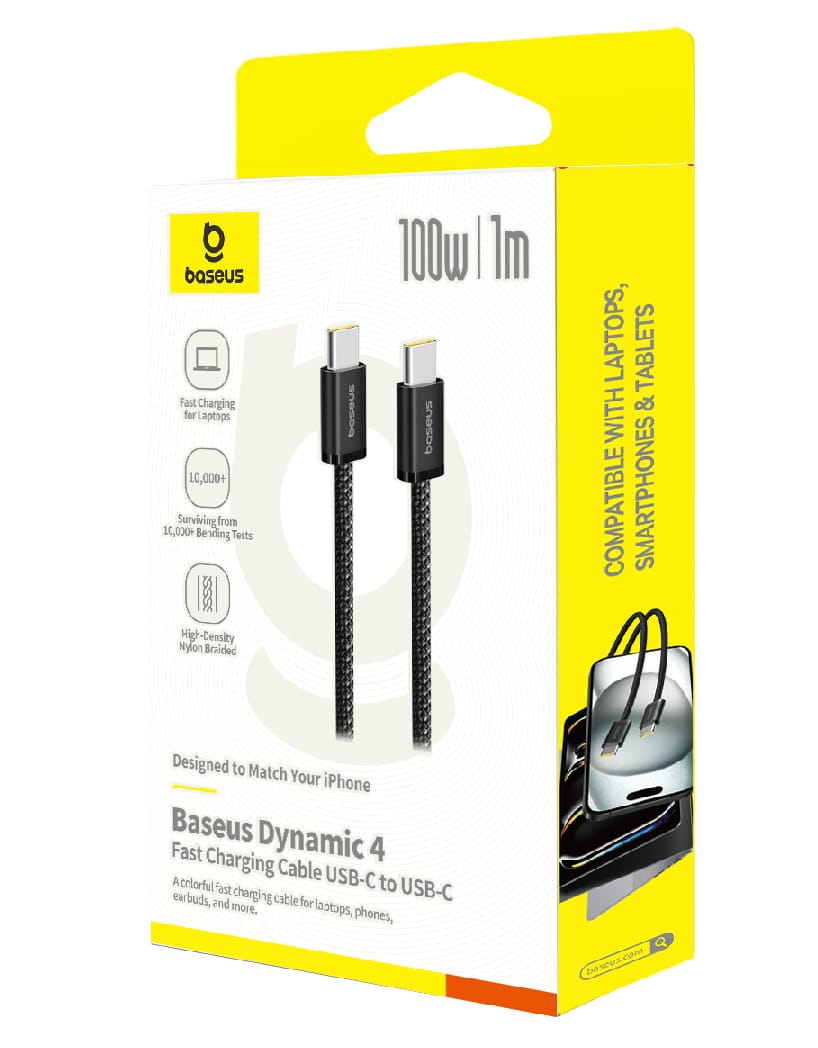 baseus
100w | 1m
Fast Charging
for Laptops
10,000+
Surviving from
10,000+ Bending Tests
High-Density
Nylon Braided
baseus
baseus
Designed to Match Your iPhone
Baseus Dynamic 4
Fast Charging Cable USB-C to USB-C
A colorful fast charging cable for laptops, phones,
earbuds, and more.
COMPATIBLE WITH LAPTOPS,
SMARTPHONES & TABLETS
baseus.com